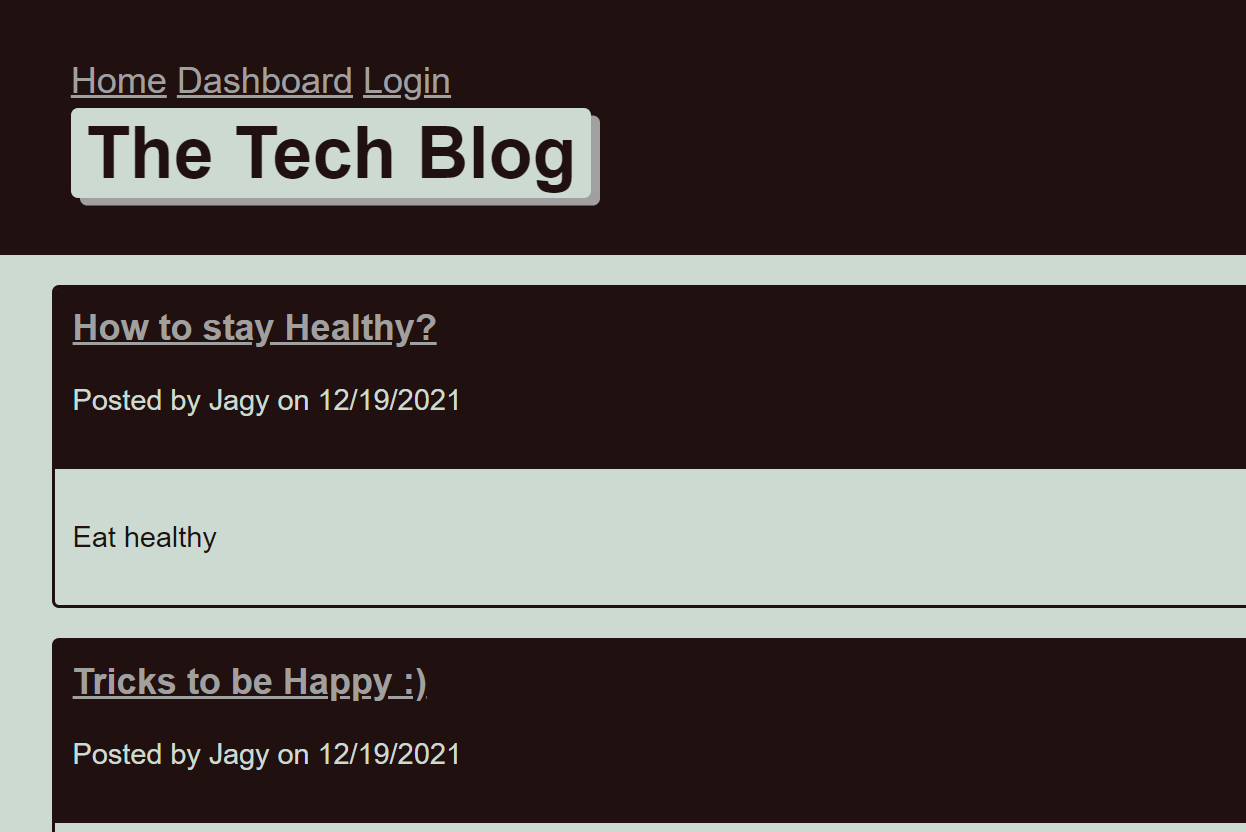 Home Dashboard Login
The Tech Blog
How to stay Healthy?
Posted by Jagy on 12/19/2021
Eat healthy
Tricks to be Happy :)
Posted by Jagy on 12/19/2021